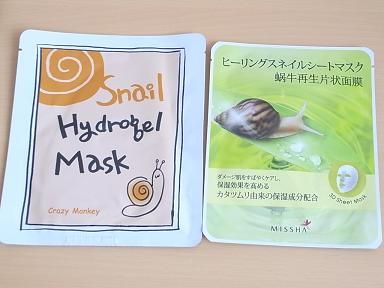 Snail
Hydrogel
Mask
Crazy Monkey
ヒーリングスネイルシートマスク
蜗牛再生片状面膜
ダメージ肌をすばやくケアし、
保湿効果を高める
カタツムリ由来の保湿成分配合
3D Sheet Mask
MISSHA